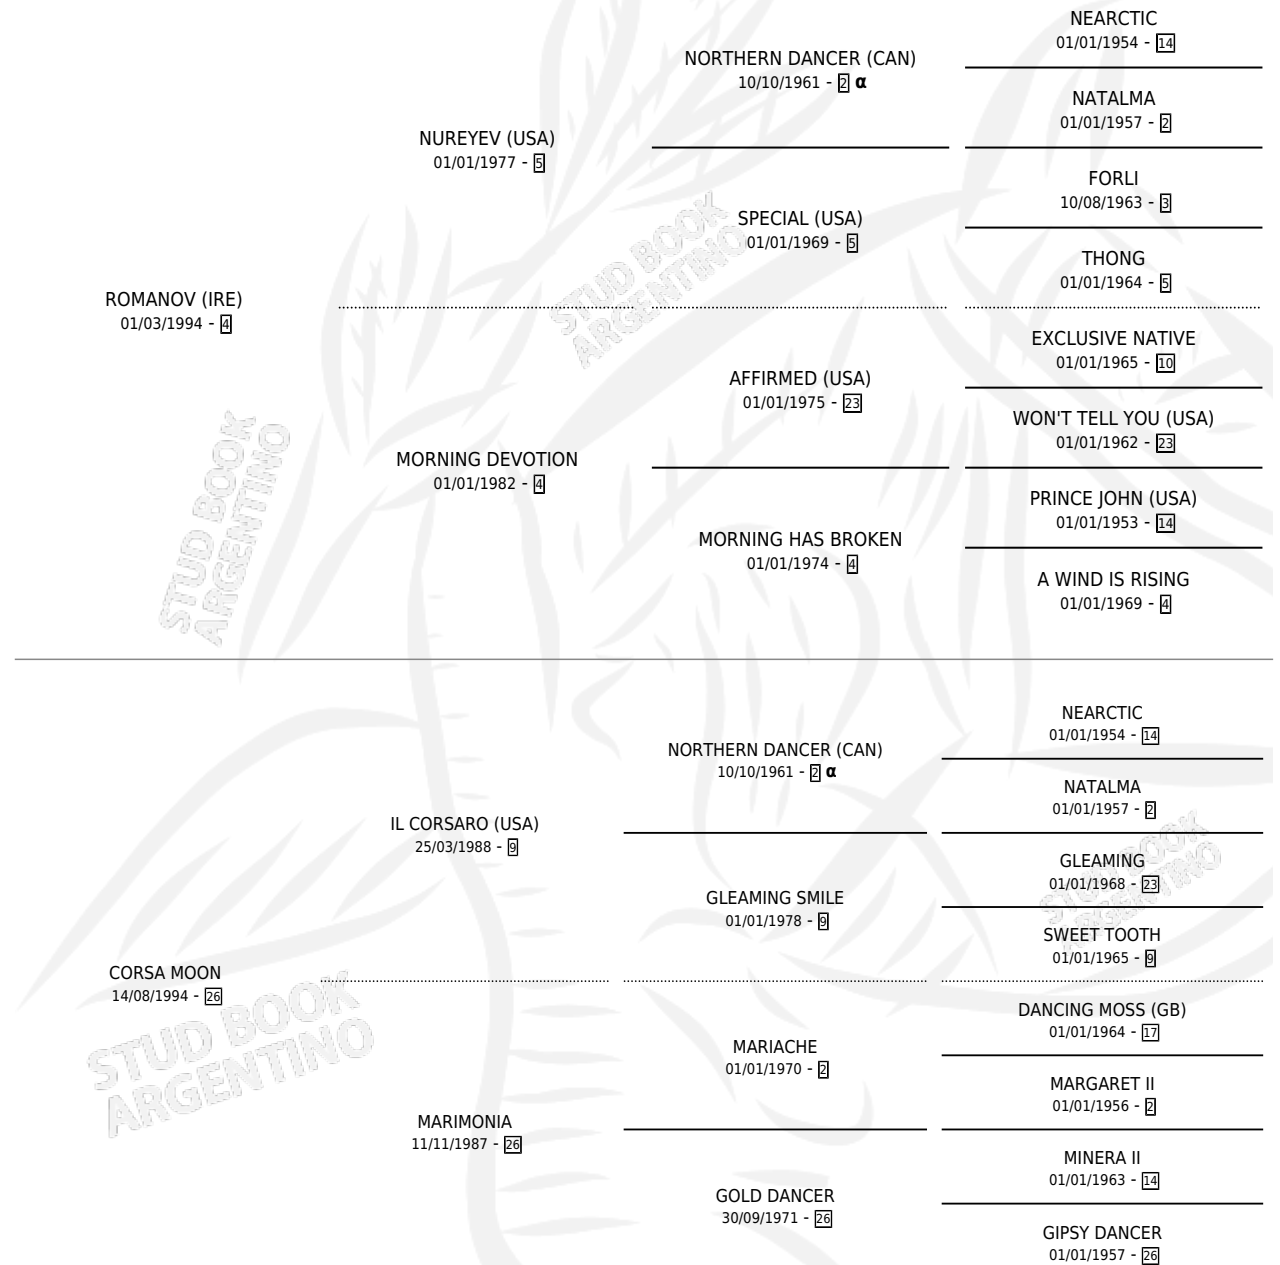 NEARCTIC
01/01/1954 - 14
NORTHERN DANCER (CAN)
10/10/1961 - 2 α
NATALMA
01/01/1957 - 2
NUREYEV (USA)
01/01/1977 - 5
FORLI
10/08/1963 - 3
SPECIAL (USA)
01/01/1969 - 5
THONG
01/01/1964 - 5
ROMANOV (IRE)
01/03/1994 - 4
EXCLUSIVE NATIVE
01/01/1965 - 10
AFFIRMED (USA)
01/01/1975 - 23
WON'T TELL YOU (USA)
01/01/1962 - 23
MORNING DEVOTION
01/01/1982 - 4
PRINCE JOHN (USA)
01/01/1953 - 14
MORNING HAS BROKEN
01/01/1974 - 4
A WIND IS RISING
01/01/1969 - 4
NEARCTIC
01/01/1954 - 14
NORTHERN DANCER (CAN)
10/10/1961 - 2 α
NATALMA
01/01/1957 - 2
IL CORSARO (USA)
25/03/1988 - 9
GLEAMING
01/01/1968 - 23
GLEAMING SMILE
01/01/1978 - 9
SWEET TOOTH
01/01/1965 - 9
CORSA MOON
14/08/1994 - 26
DANCING MOSS (GB)
01/01/1964 - 17
MARIACHE
01/01/1970 - 2
MARGARET II
01/01/1956 - 2
MARIMONIA
11/11/1987 - 26
MINERA II
01/01/1963 - 14
GOLD DANCER
30/09/1971 - 26
GIPSY DANCER
01/01/1957 - 26
STUD BOOK
ARGENTINO
STUD BOOK
ARGENTINO
STUD BOOK
ARGENTINO
STUD BOOK
ARGENTINO